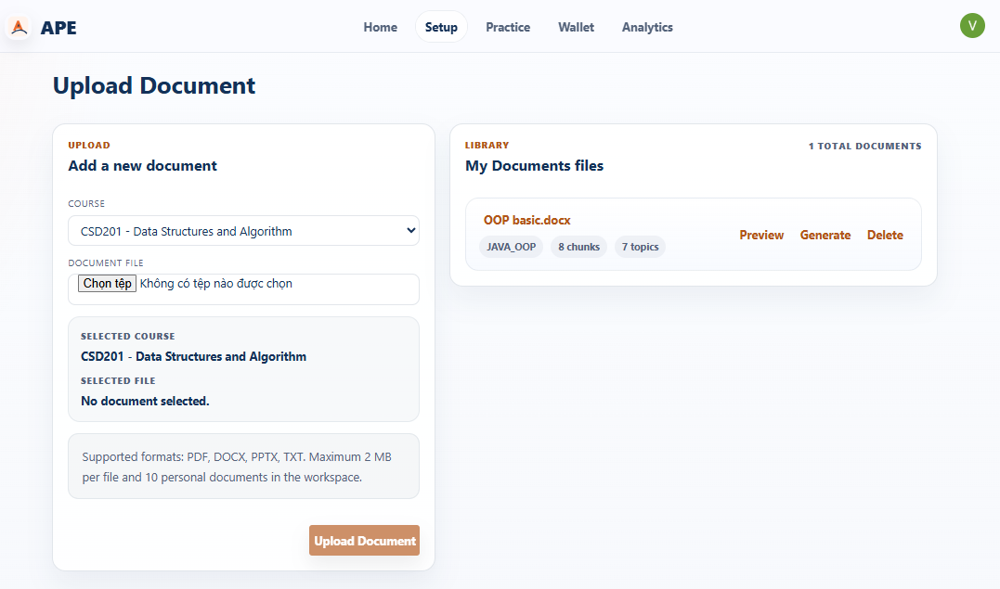 APE
Home Setup Practice Wallet Analytics
V
Upload Document
UPLOAD
Add a new document
COURSE
CSD201 - Data Structures and Algorithm
DOCUMENT FILE
Chọn tệp Không có tệp nào được chọn
SELECTED COURSE
CSD201 - Data Structures and Algorithm
SELECTED FILE
No document selected.
Supported formats: PDF, DOCX, PPTX, TXT. Maximum 2 MB
per file and 10 personal documents in the workspace.
Upload Document
LIBRARY
1 TOTAL DOCUMENTS
My Documents files
OOP basic.docx
JAVA_OOP 8 chunks 7 topics
Preview Generate Delete